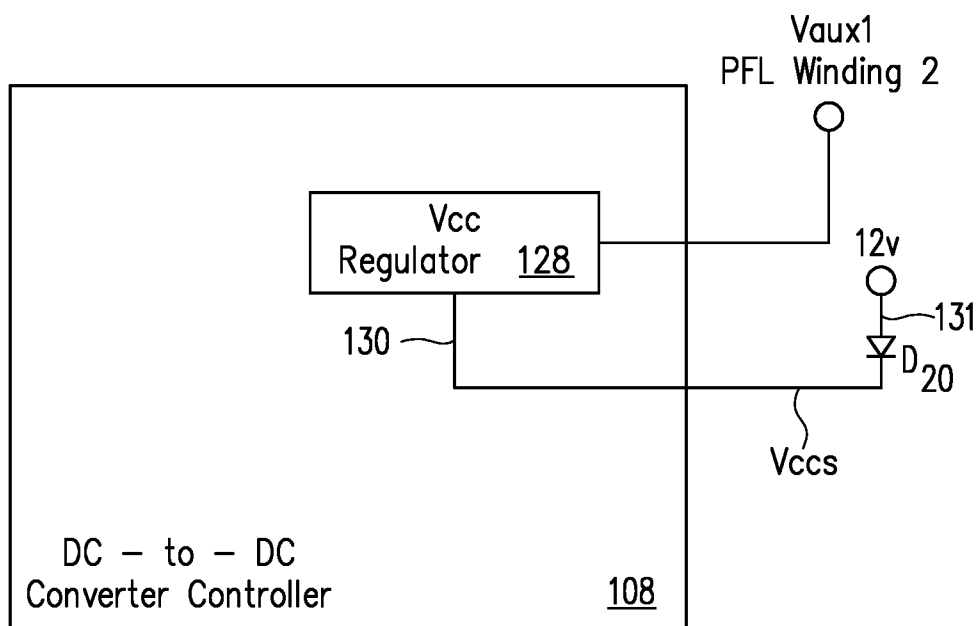 Vaux1
PFL Winding 2
Vcc
Regulator 128
12v
131
130
D20
Vccs
DC - to - DC
Converter Controller 108